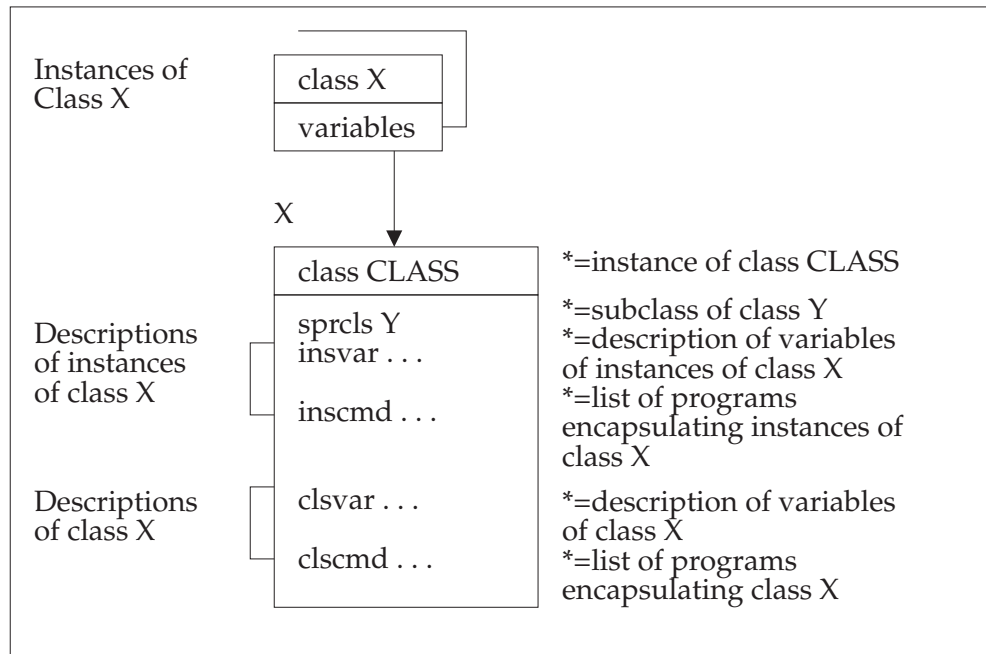 Instances of
Class X
class X
variables
X
class CLASS
*=instance of class CLASS
Descriptions
of instances
of class X
sprcls Y
insvar . . .
inscmd . . .
*=subclass of class Y
*=description of variables
of instances of class X
*=list of programs
encapsulating instances of
class X
Descriptions
of class X
clsvar . . .
clscmd . . .
*=description of variables
of class X
*=list of programs
encapsulating class X